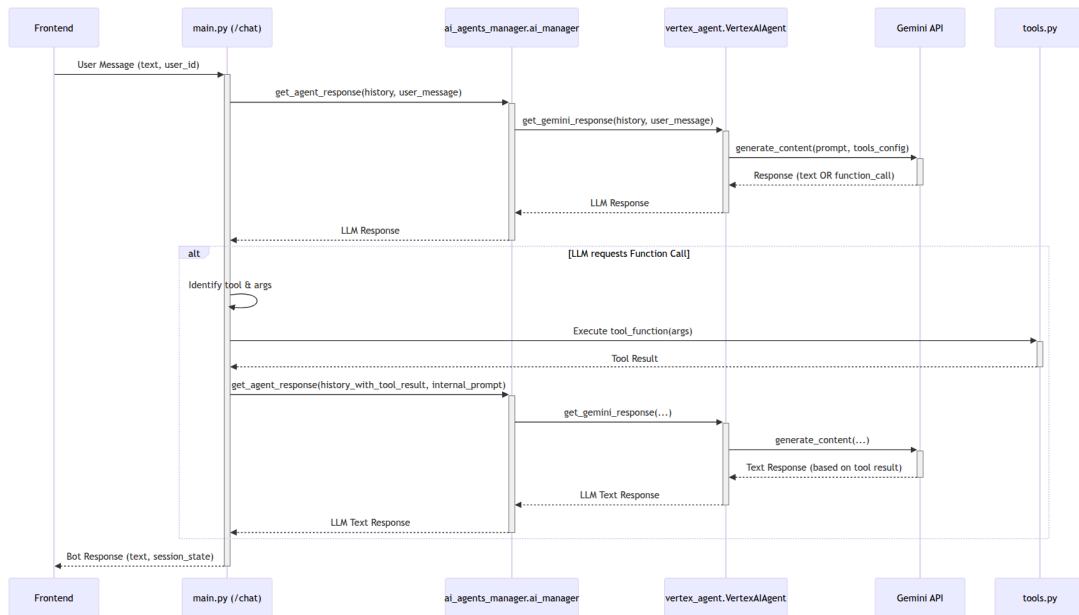 Frontend
main.py (/chat)
ai_agents_manager.ai_manager
vertex_agent.VertexAIAgent
Gemini API
tools.py
User Message (text, user_id)
get_agent_response(history, user_message)
get_gemini_response(history, user_message)
generate_content(prompt, tools_config)
Response (text OR function_call)
LLM Response
LLM Response
alt
[LLM requests Function Call]
Identify tool & args
Execute tool_function(args)
Tool Result
get_agent_response(history_with_tool_result, internal_prompt)
get_gemini_response(...)
generate_content(...)
Text Response (based on tool result)
LLM Text Response
LLM Text Response
Bot Response (text, session_state)
Frontend
main.py (/chat)
ai_agents_manager.ai_manager
vertex_agent.VertexAIAgent
Gemini API
tools.py